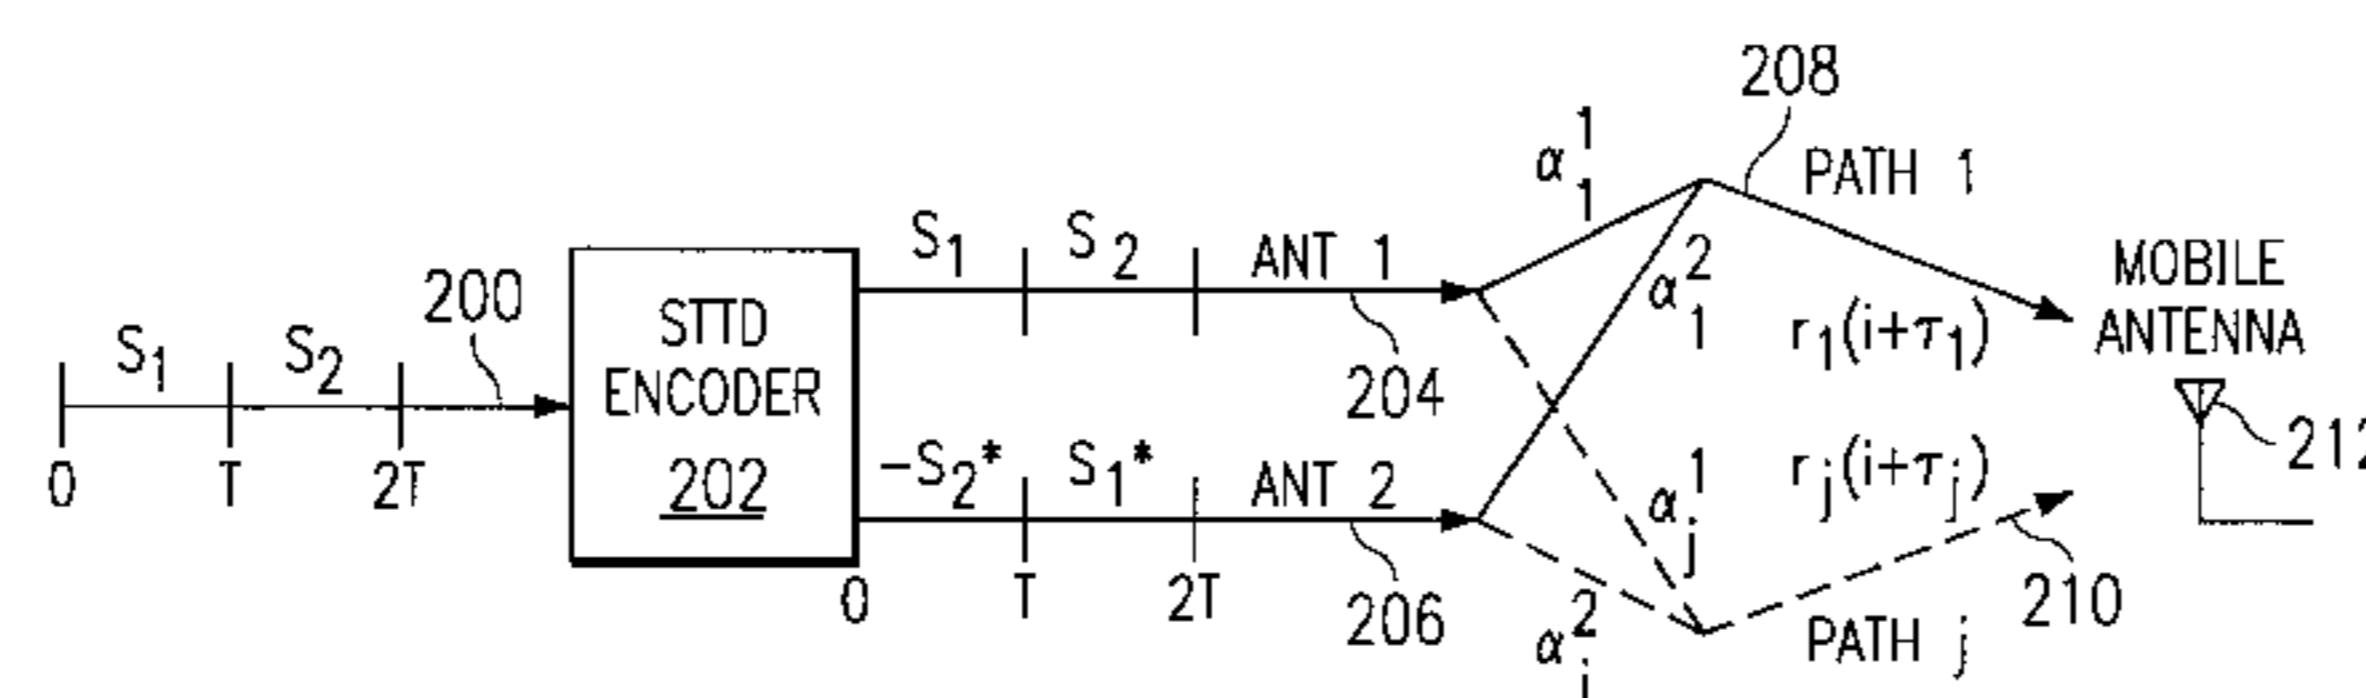 208
α₁¹ PATH 1
S₁ S₂ ANT 1 α₁² MOBILE
ANTENNA
200 STTD
ENCODER
202
S₁ S₂ 204 r₁(i+τ₁)
0 T 2T
-S₂* S₁* ANT 2 αⱼ¹ rⱼ(i+τⱼ) 212
0 T 2T 206 αⱼ² PATH j 210